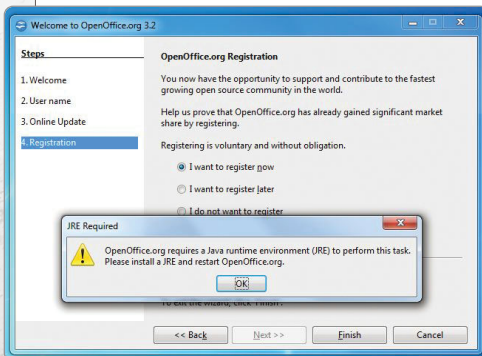 Welcome to OpenOffice.org 3.2
Steps
1. Welcome
2. User name
3. Online Update
4. Registration
OpenOffice.org Registration
You now have the opportunity to support and contribute to the fastest
growing open source community in the world.
Help us prove that OpenOffice.org has already gained significant market
share by registering.
Registering is voluntary and without obligation.
I want to register now
I want to register later
I do not want to register
JRE Required
OpenOffice.org requires a Java runtime environment (JRE) to perform this task.
Please install a JRE and restart OpenOffice.org.
OK
To exit the wizard, click 'Finish'.
<< Back
Next >>
Finish
Cancel